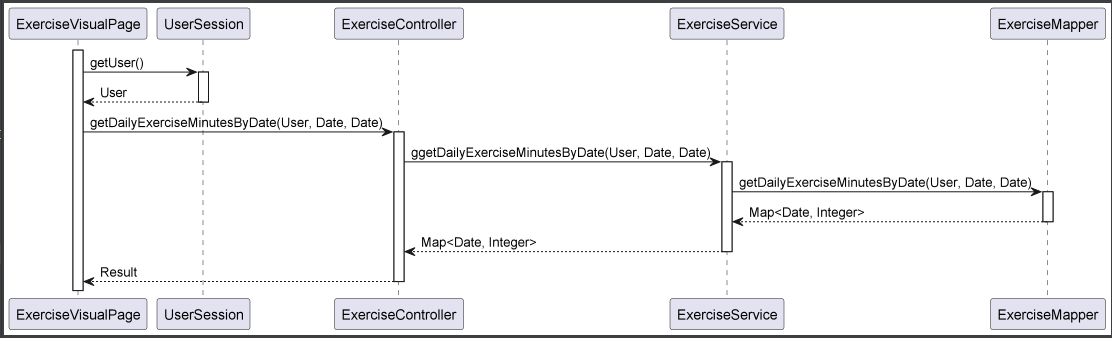 ExerciseVisualPage UserSession ExerciseController ExerciseService ExerciseMapper
getUser()
User
getDailyExerciseMinutesByDate(User, Date, Date)
ggetDailyExerciseMinutesByDate(User, Date, Date)
getDailyExerciseMinutesByDate(User, Date, Date)
Map<Date, Integer>
Map<Date, Integer>
Result
ExerciseVisualPage UserSession ExerciseController ExerciseService ExerciseMapper